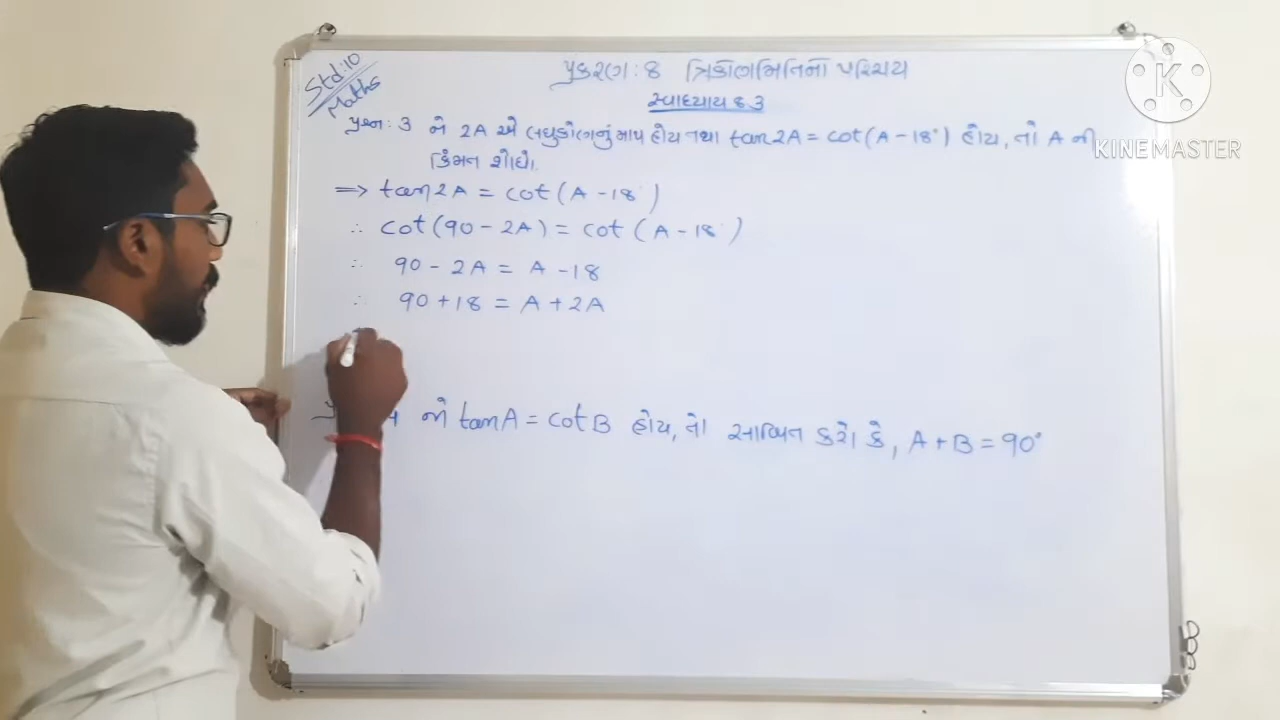 Std:10
Maths
પ્રકરણ : 8 ત્રિકોણમિતિનો પરિચય
સ્વાધ્યાય 8.3
પ્રશ્ન : 3 જો 2A એ લઘુકોણનું માપ હોય તથા tan2A = cot(A - 18°) હોય, તો A ની
કિંમત શોધો.
⇒ tan2A = cot(A - 18°)
∴ cot(90 - 2A) = cot(A - 18°)
∴ 90 - 2A = A - 18
∴ 90 + 18 = A + 2A
જો tanA = cotB હોય, તો સાબિત કરો કે, A + B = 90°
K
KINEMASTER